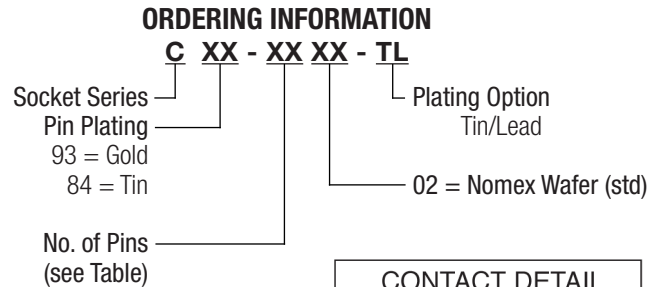 ORDERING INFORMATION
C XX - XX XX - TL
Socket Series
Plating Option
Pin Plating
Tin/Lead
93 = Gold
84 = Tin
02 = Nomex Wafer (std)
No. of Pins
(see Table)
CONTACT DETAIL